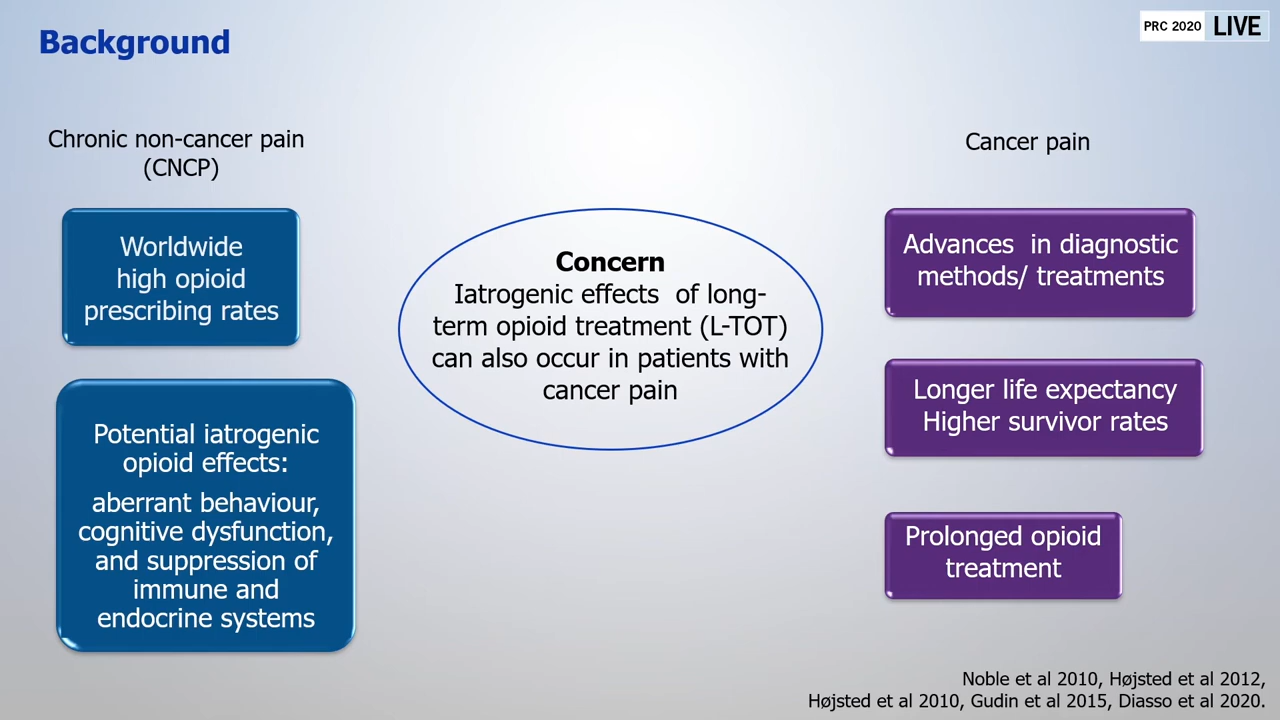 Background
PRC 2020 LIVE
Chronic non-cancer pain
(CNCP)
Worldwide
high opioid
prescribing rates
Potential iatrogenic
opioid effects:
aberrant behaviour,
cognitive dysfunction,
and suppression of
immune and
endocrine systems
Concern
Iatrogenic effects  of long-
term opioid treatment (L-TOT)
can also occur in patients with
cancer pain
Cancer pain
Advances  in diagnostic
methods/ treatments
Longer life expectancy
Higher survivor rates
Prolonged opioid
treatment
Noble et al 2010, Højsted et al 2012,
Højsted et al 2010, Gudin et al 2015, Diasso et al 2020.